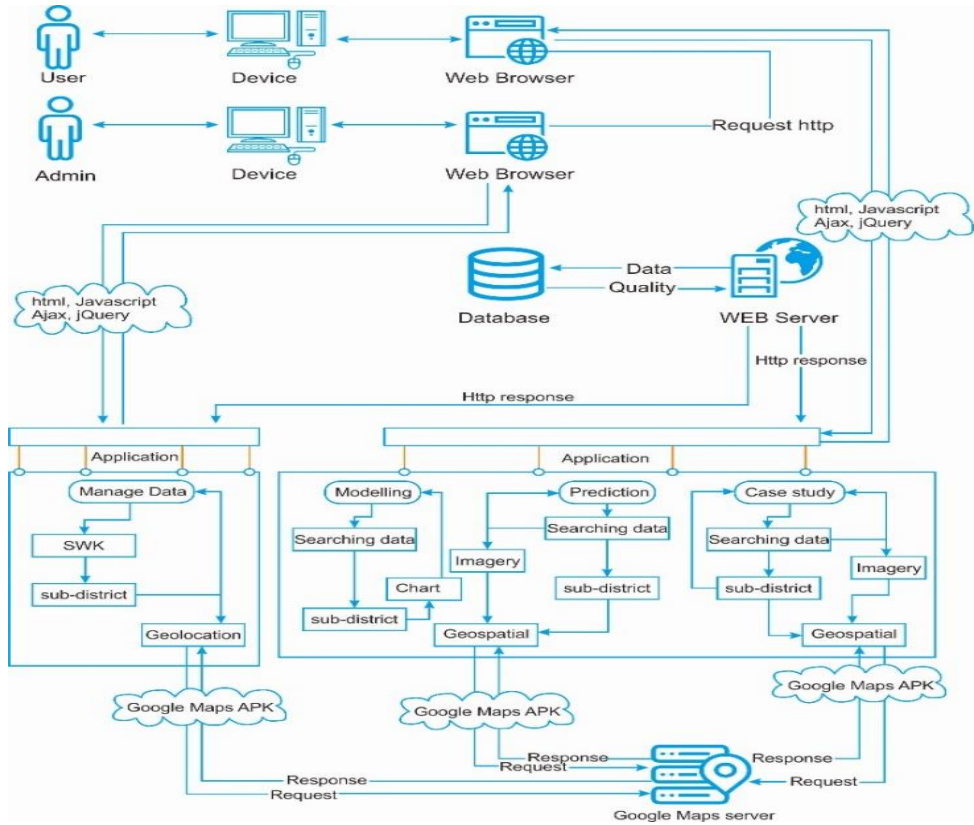 User
Device
Web Browser
Request http
Admin
Device
Web Browser
html, Javascript
Ajax, jQuery
html, Javascript
Ajax, jQuery
Data
Quality
Database
WEB Server
Http response
Http response
Application
Application
Manage Data
SWK
sub-district
Geolocation
Modelling
Searching data
Chart
sub-district
Prediction
Searching data
Imagery
sub-district
Geospatial
Case study
Searching data
Imagery
sub-district
Geospatial
Google Maps APK
Google Maps APK
Google Maps APK
Response
Request
Response
Request
Response
Request
Google Maps server